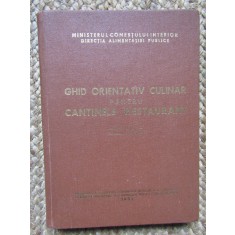 MINISTERUL COMERȚULUI INTERIOR
DIRECȚIA ALIMENTAȚIEI PUBLICE
GHID ORIENTATIV CULINAR
PENTRU
CANTINELE RESTAURANT